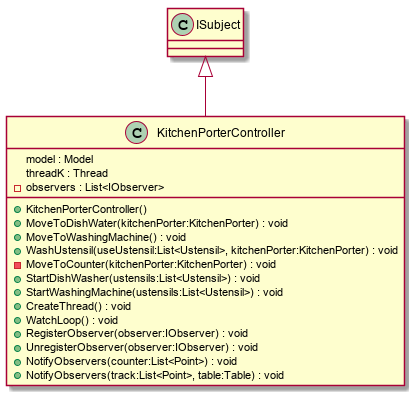 C ISubject
C KitchenPorterController
model : Model
threadK : Thread
observers : List<IObserver>
KitchenPorterController()
MoveToDishWater(kitchenPorter:KitchenPorter) : void
MoveToWashingMachine() : void
WashUstensil(useUstensil:List<Ustensil>, kitchenPorter:KitchenPorter) : void
MoveToCounter(kitchenPorter:KitchenPorter) : void
StartDishWasher(ustensils:List<Ustensil>) : void
StartWashingMachine(ustensils:List<Ustensil>) : void
CreateThread() : void
WatchLoop() : void
RegisterObserver(observer:IObserver) : void
UnregisterObserver(observer:IObserver) : void
NotifyObservers(counter:List<Point>) : void
NotifyObservers(track:List<Point>, table:Table) : void